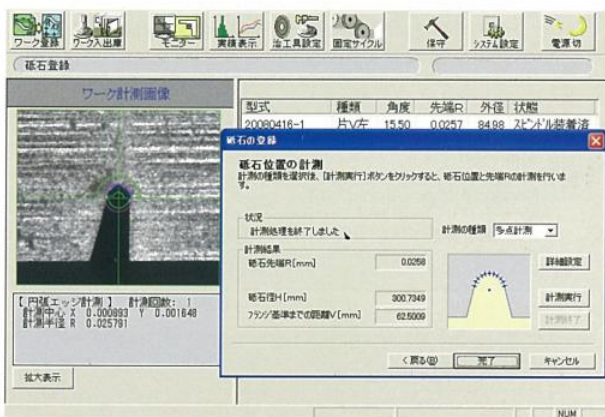 ワーク登録 ワーク入出庫 モニター 実績表示 治工具設定 固定サイクル 保守 システム設定 電源切
砥石登録
ワーク計測画像
型式 種類 角度 先端R 外径 状態
20080416-1 片V左 15.50 0.0257 84.98 スピンドル装着済
砥石の登録
砥石位置の計測
計測の種類を選択後、[計測実行]ボタンをクリックすると、砥石位置と先端Rの計測を行いま
す。
状況
計測処理を終了しました
計測の種類 多点計測
計測結果
砥石先端R[mm] 0.0258
詳細設定
砥石径H[mm] 300.7349
計測実行
フランジ基準までの距離V[mm] 62.5009
計測終了
【円弧エッジ計測】 計測回数: 1
計測中心 X 0.000893 Y 0.001648
計測半径 R 0.025791
<戻る(B) 完了 キャンセル
拡大表示
NUM